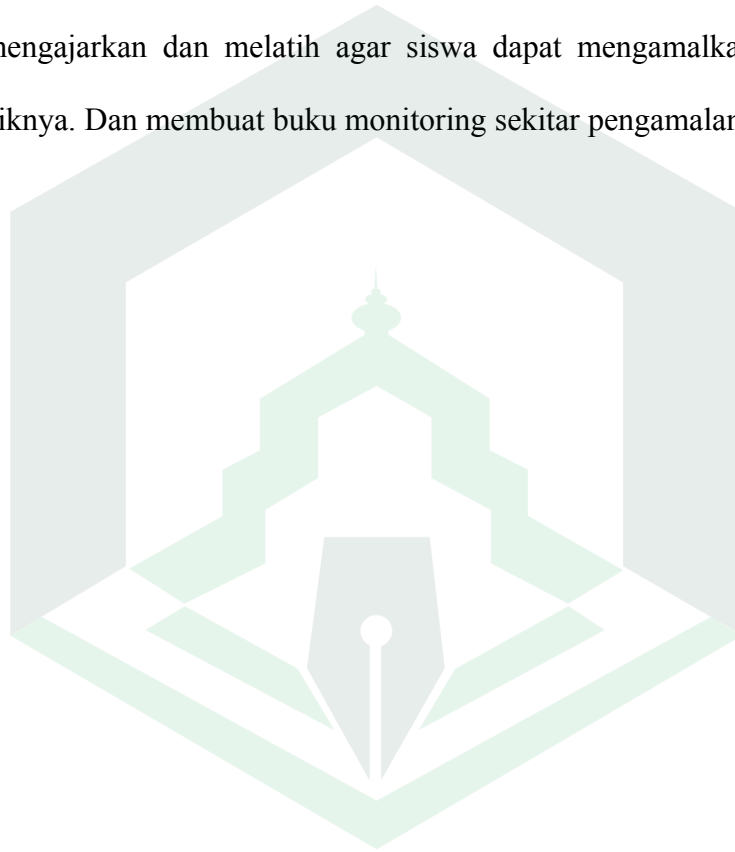 mengajarkan dan melatih agar siswa dapat mengamalka
iknya. Dan membuat buku monitoring sekitar pengamalan